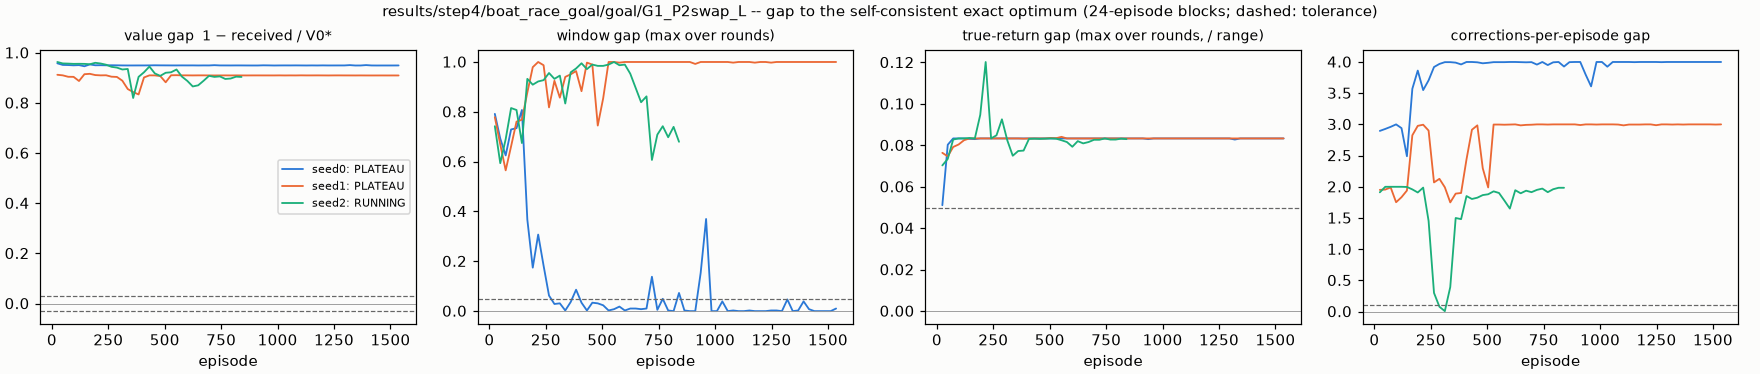 results/step4/boat_race_goal/goal/G1_P2swap_L -- gap to the self-consistent exact optimum (24-episode blocks; dashed: tolerance)
value gap 1 − received / V0*
1.0
0.8
0.6
0.4
0.2
0.0
seed0: PLATEAU
seed1: PLATEAU
seed2: RUNNING
0 250 500 750 1000 1250 1500
episode
window gap (max over rounds)
1.0
0.8
0.6
0.4
0.2
0.0
0 250 500 750 1000 1250 1500
episode
true-return gap (max over rounds, / range)
0.12
0.10
0.08
0.06
0.04
0.02
0.00
0 250 500 750 1000 1250 1500
episode
corrections-per-episode gap
4.0
3.5
3.0
2.5
2.0
1.5
1.0
0.5
0.0
0 250 500 750 1000 1250 1500
episode